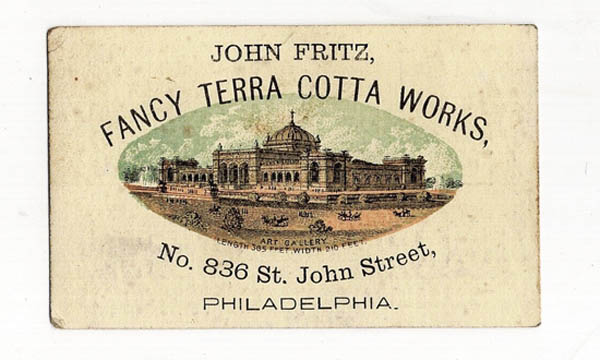 JOHN FRITZ,
FANCY TERRA COTTA WORKS,
ART GALLERY.
LENGTH 365 FEET, WIDTH 210 FEET.
No. 836 St. John Street,
PHILADELPHIA.